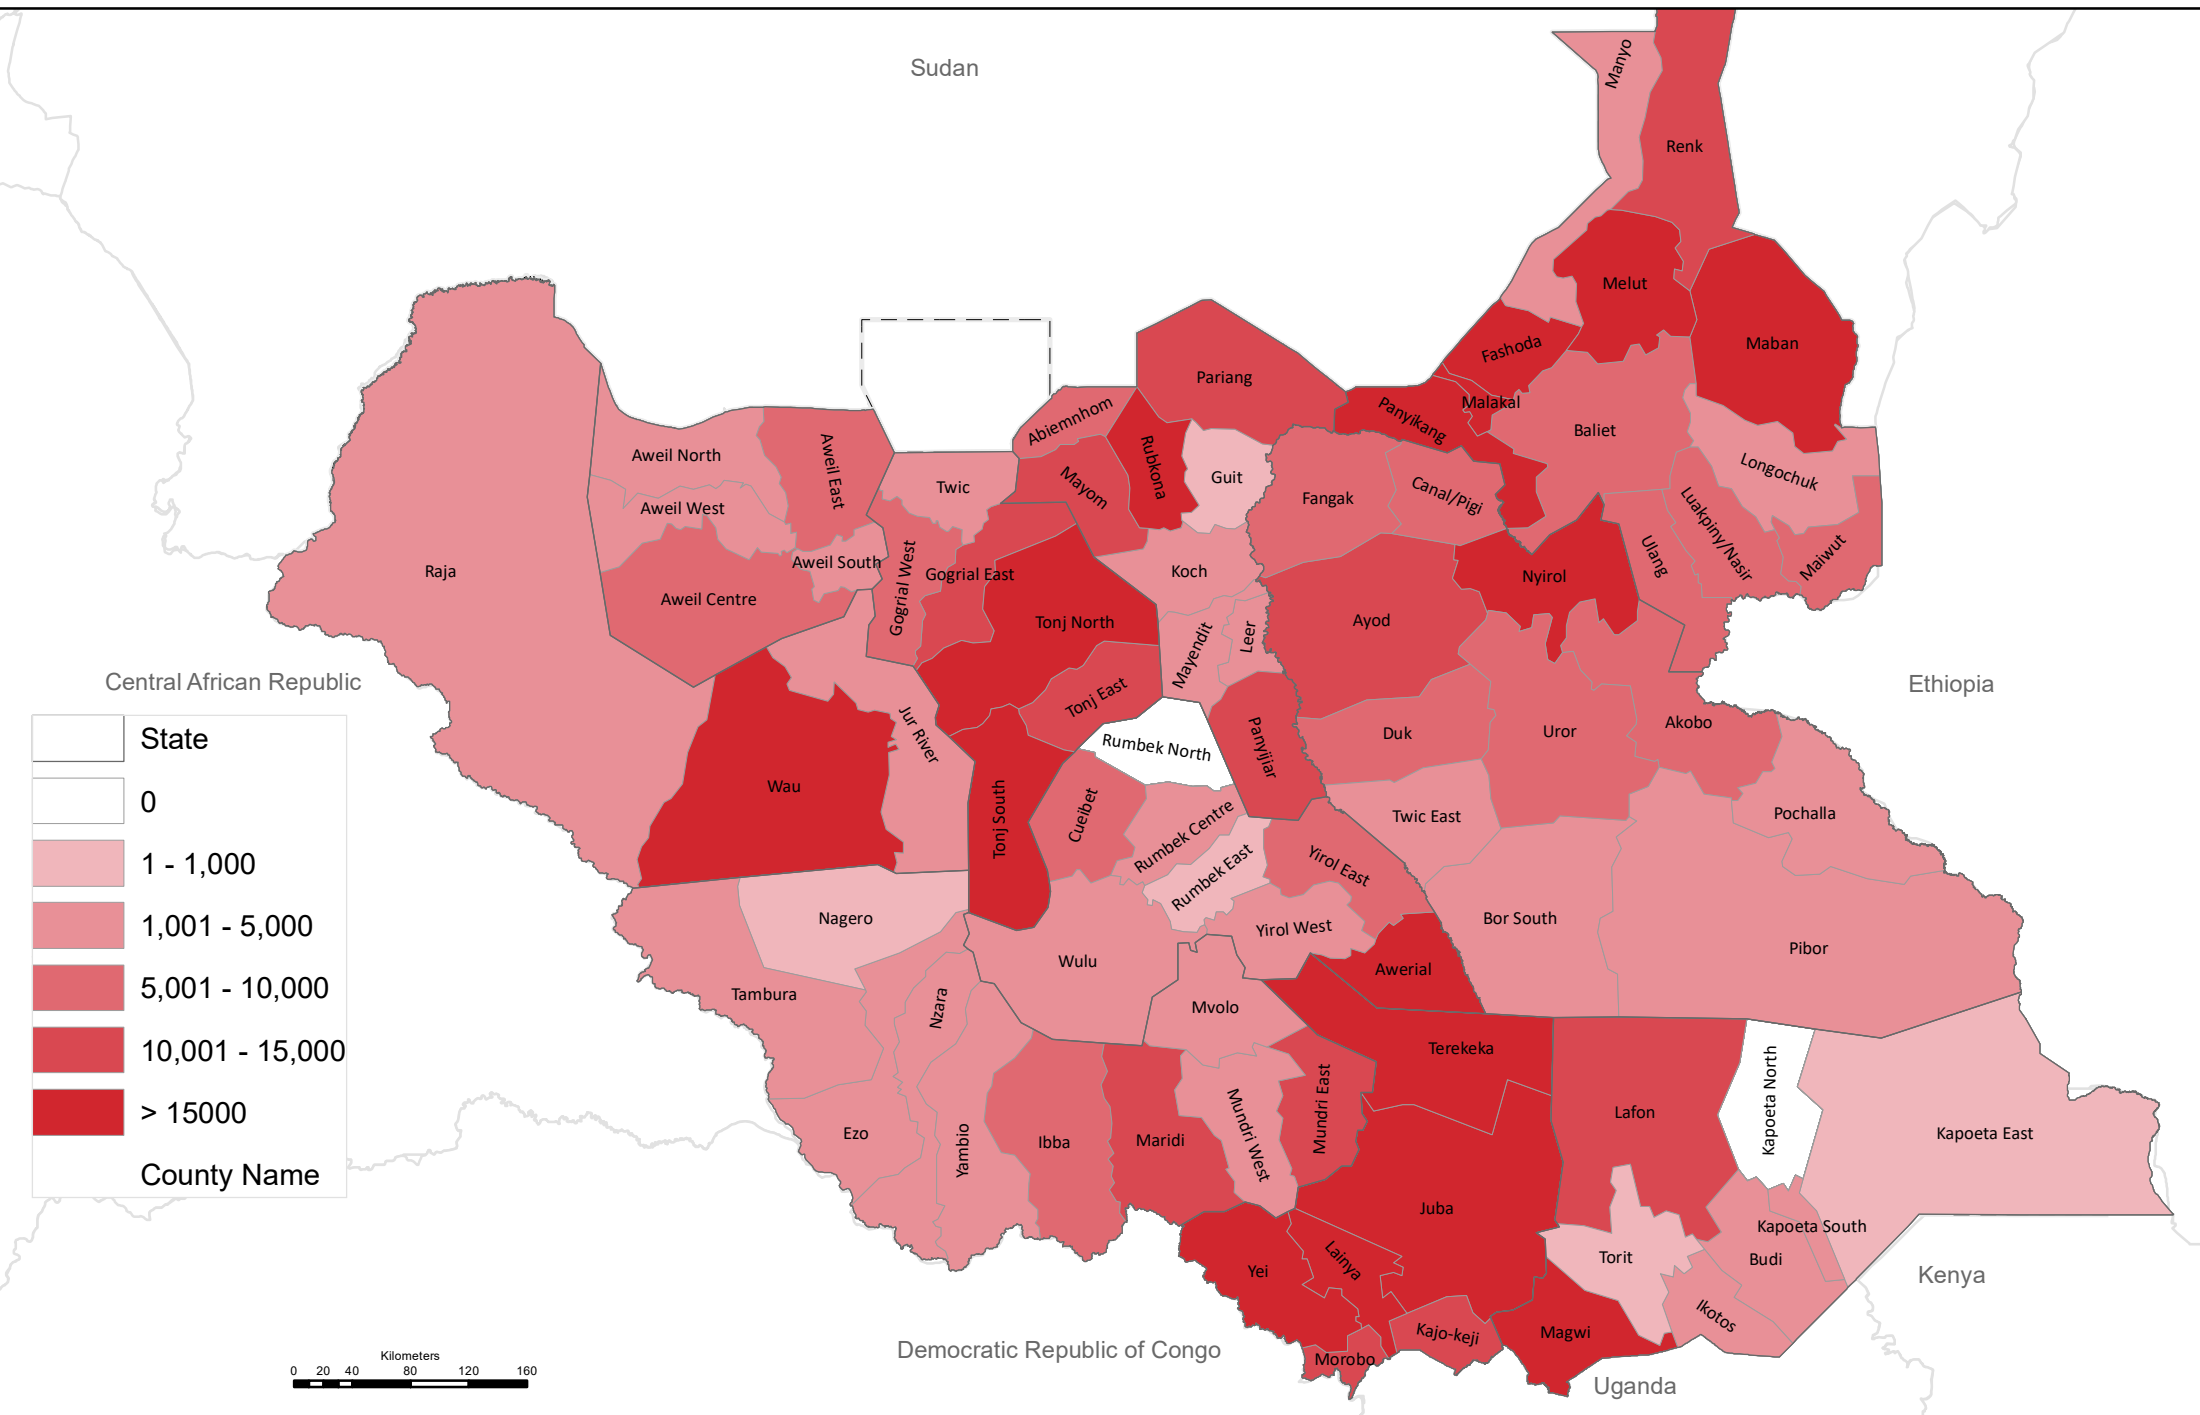 Sudan
Manyo
Renk
Melut
Maban
Fashoda
Pariang
Malakal
Panyikang
Abiemnhom
Baliet
Aweil North
Aweil East
Rubkona
Guit
Longochuk
Twic
Mayom
Fangak
Canal/Pigi
Aweil West
Luakpiny/Nasir
Ulang
Maiwut
Raja
Aweil South
Gogrial West
Gogrial East
Koch
Nyirol
Aweil Centre
Tonj North
Ayod
Leer
Mayendit
Central African Republic
Ethiopia
Tonj East
Jur River
Rumbek North
Panyijiar
Duk
Uror
Akobo
Wau
Tonj South
Cueibet
Rumbek Centre
Twic East
Pochalla
Rumbek East
Yirol East
Nagero
Yirol West
Bor South
Pibor
Wulu
Awerial
Tambura
Nzara
Mvolo
Terekeka
Mundri East
Mundri West
Lafon
Kapoeta North
Kapoeta East
Ezo
Yambio
Ibba
Maridi
Juba
Kapoeta South
Torit
Budi
Lainya
Yei
Kenya
Ikotos
Kajo-keji
Magwi
Morobo
Democratic Republic of Congo
Uganda
State
0
1 - 1,000
1,001 - 5,000
5,001 - 10,000
10,001 - 15,000
> 15000
County Name
Kilometers
0 20 40 80 120 160